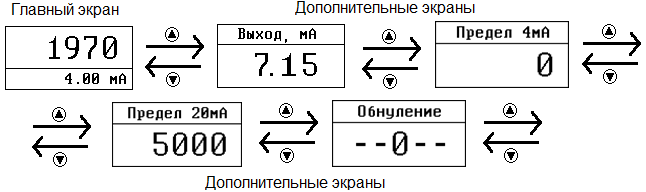 Главный экран
Дополнительные экраны
1970
4.00 мА
Выход, мА
7.15
Предел 4мА
0
Предел 20мА
5000
Обнуление
--0--
Дополнительные экраны